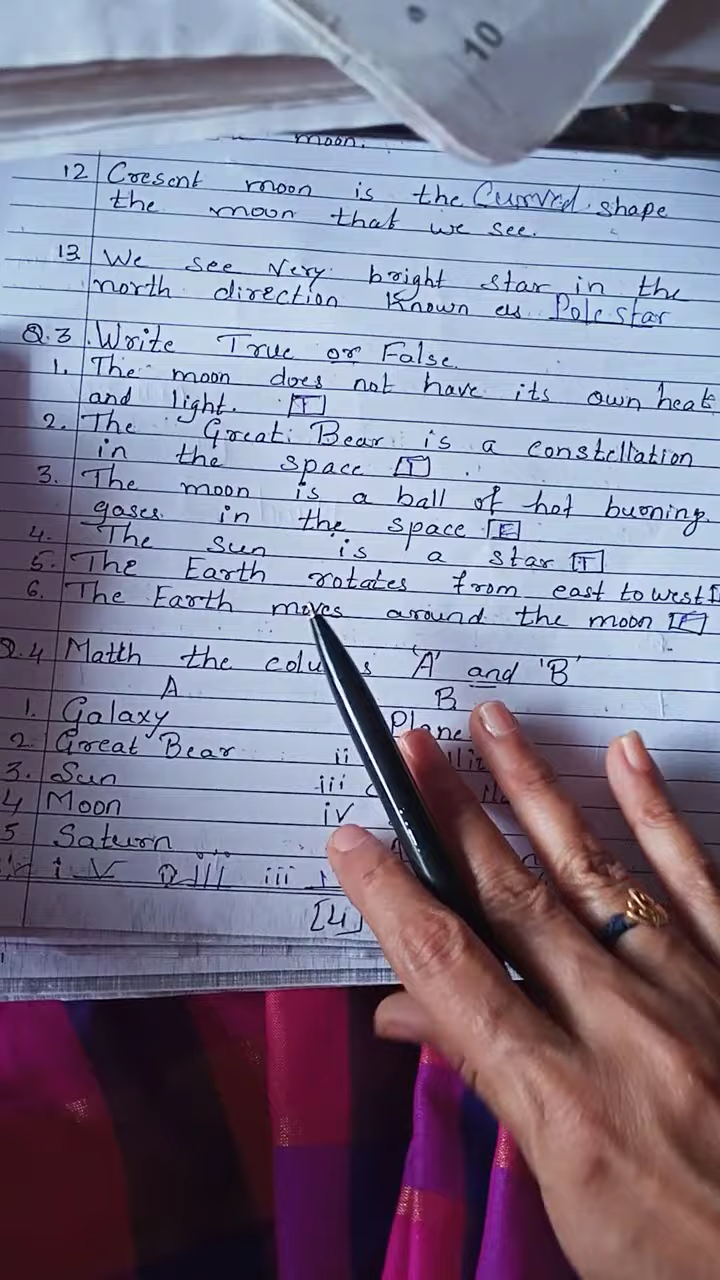 10
moon.
12 Cresent moon is the Curved shape
the moon that we see.
13. We see very bright star in the
north direction known as Pole star
Q.3 Write True or False.
1. The moon does not have its own heat
and light. T
2. The Great Bear is a constellation
in the space T
3. The moon is a ball of hot burning
gases in the space F
4. The sun is a star T
5. The Earth rotates from east to west
6. The Earth moves around the moon F
Q.4 Match the 'A' and 'B'
A B
1. Galaxy
2. Great Bear ii
3. Sun iii
4 Moon iv
5 Saturn
i V iii
[4]